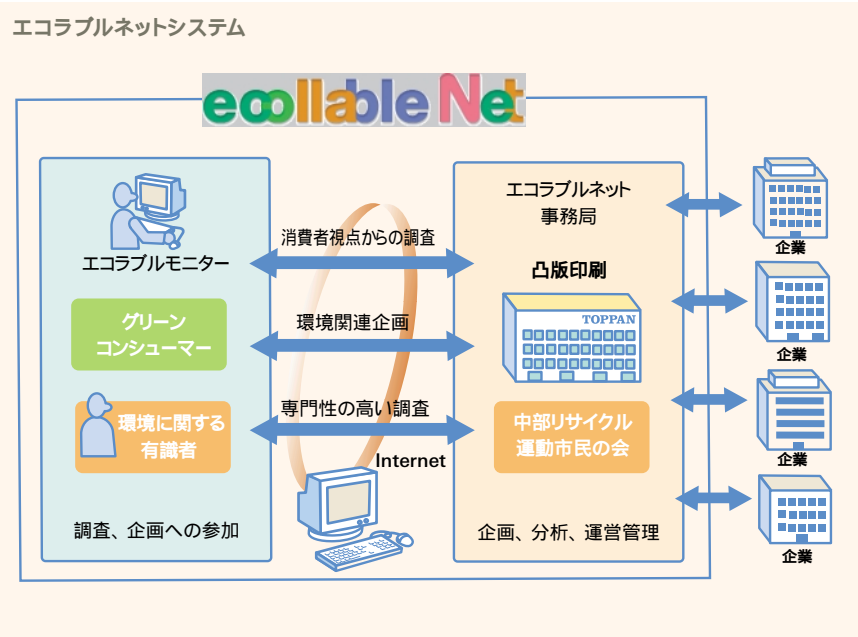 エコラブルネットシステム
ecollable Net
エコラブルモニター
グリーン
コンシューマー
環境に関する
有識者
調査、企画への参加
消費者視点からの調査
環境関連企画
専門性の高い調査
Internet
エコラブルネット
事務局
凸版印刷
TOPPAN
中部リサイクル
運動市民の会
企画、分析、運営管理
企業
企業
企業
企業